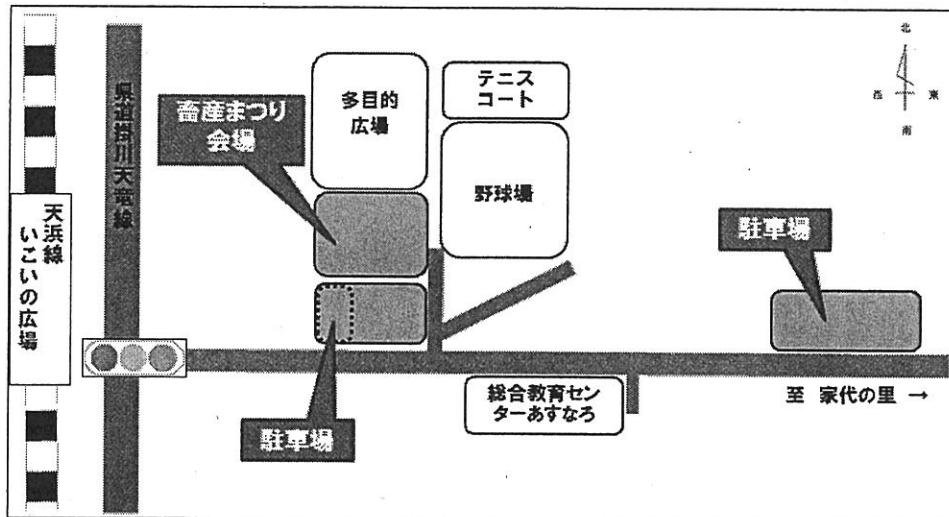 北
西 東
南
テニス
コート
多目的
広場
畜産まつり
会場
県道掛川天竜線
野球場
駐車場
天浜線
いこいの広場
総合教育セン
ターあすなろ
至 家代の里 →
駐車場